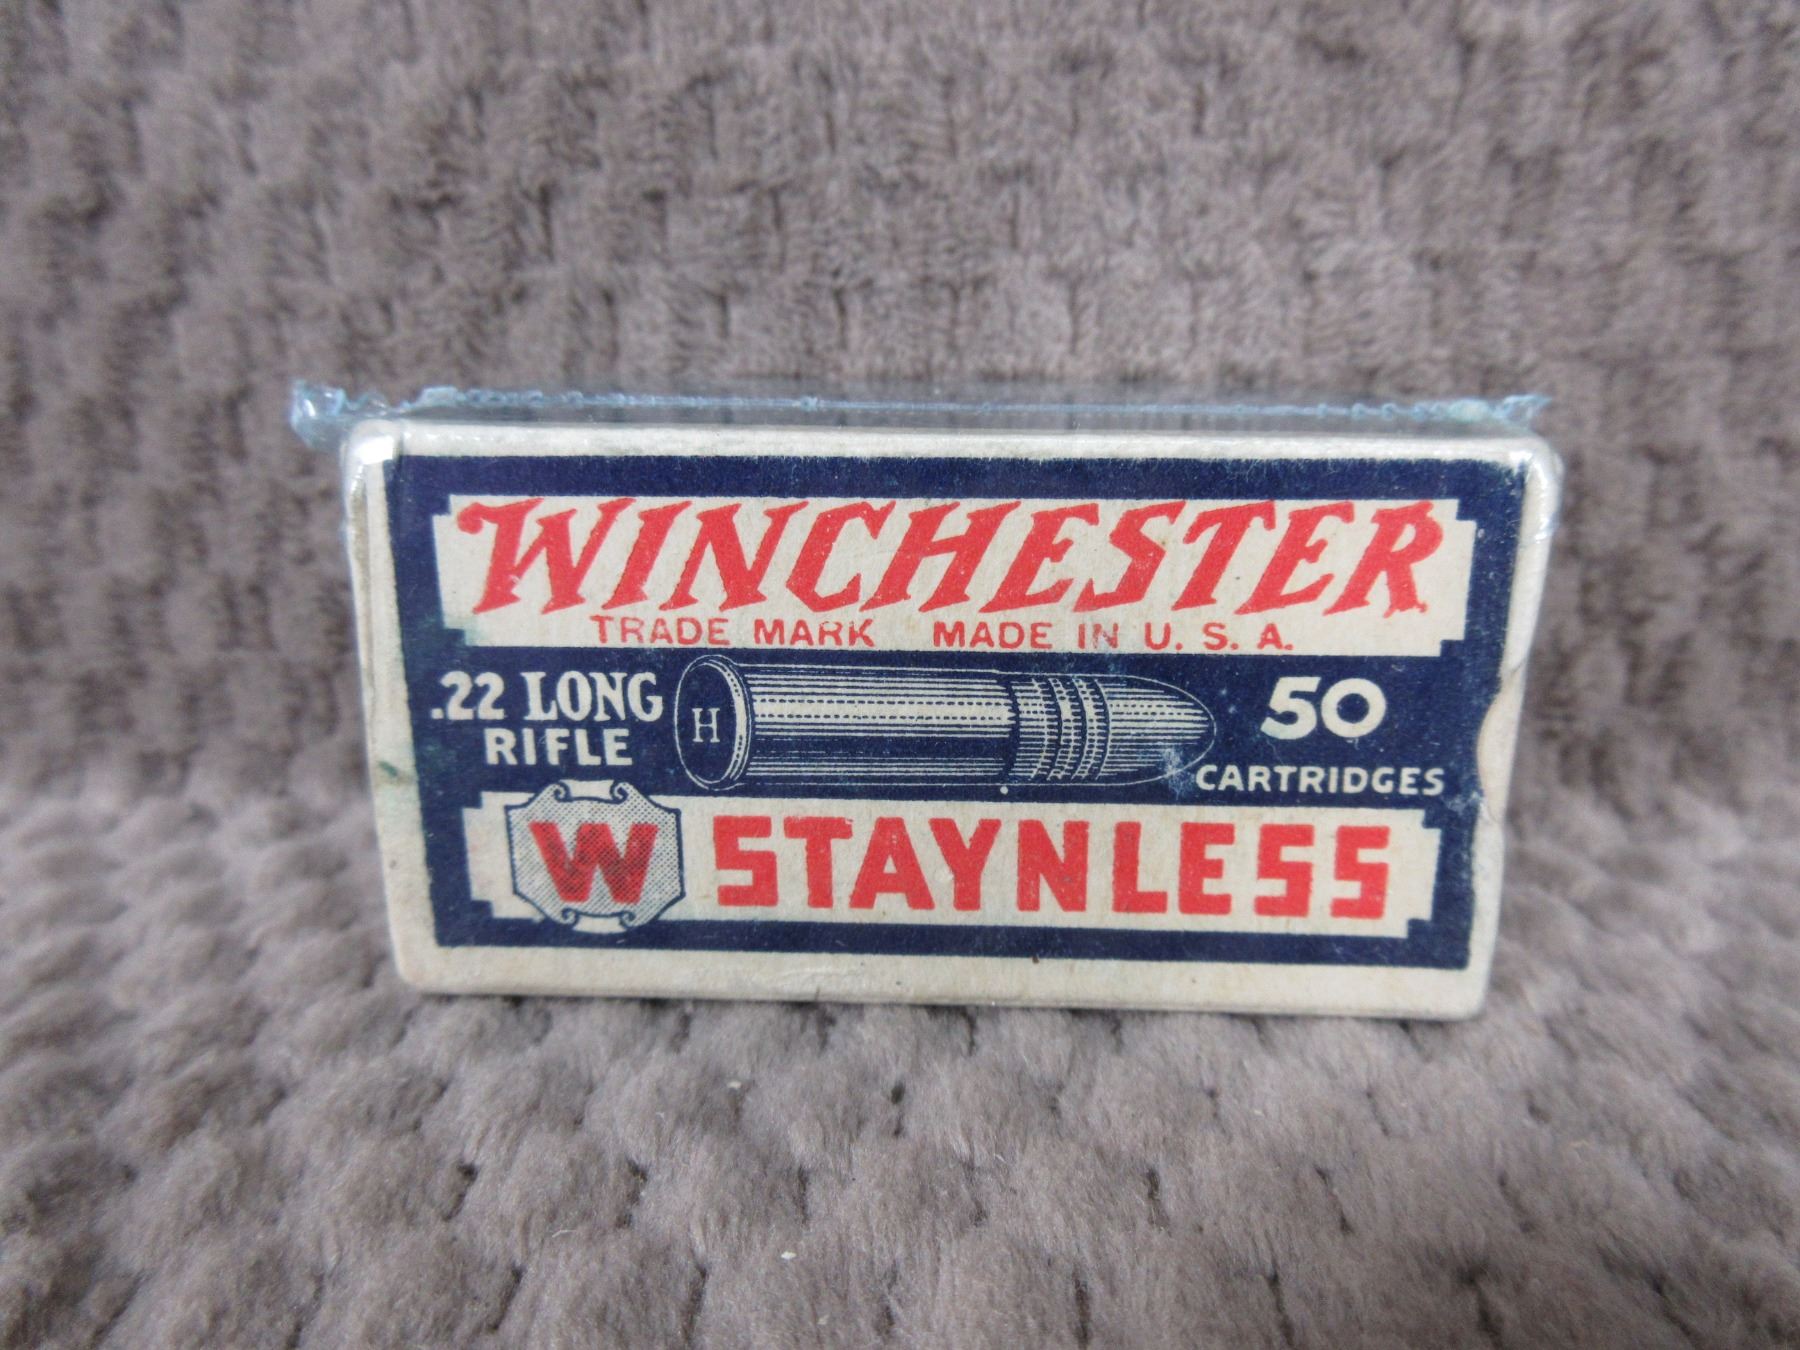 WINCHESTER
TRADE MARK MADE IN U. S. A.
.22 LONG
RIFLE
H
50
CARTRIDGES
W STAYNLESS